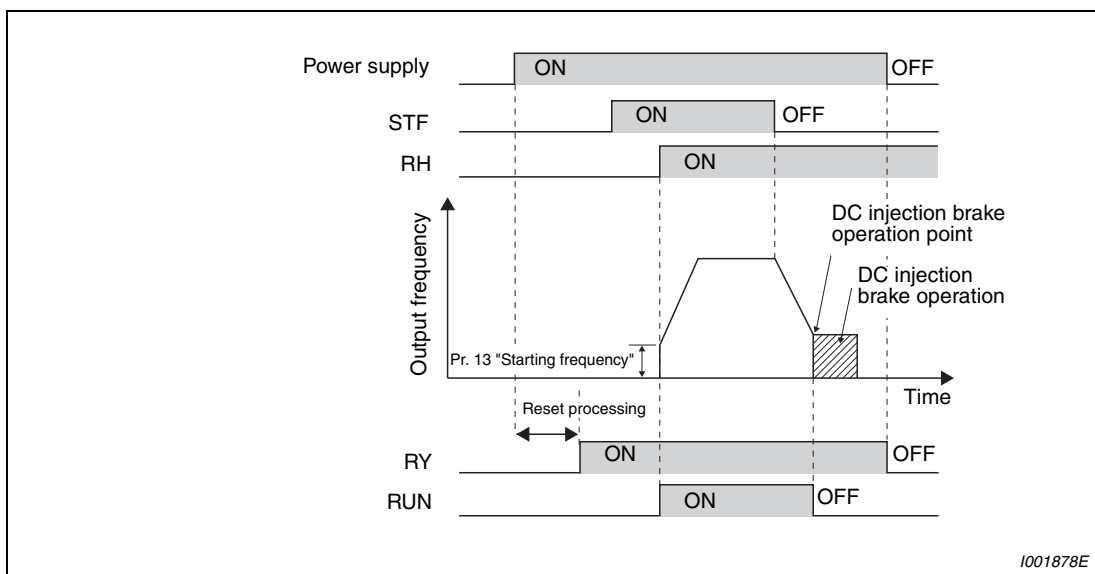 Power supply
ON
OFF
STF
ON
OFF
RH
ON
Output frequency
DC injection brake
operation point
DC injection
brake operation
Pr. 13 "Starting frequency"
Time
Reset processing
RY
ON
OFF
RUN
ON
OFF
I001878E